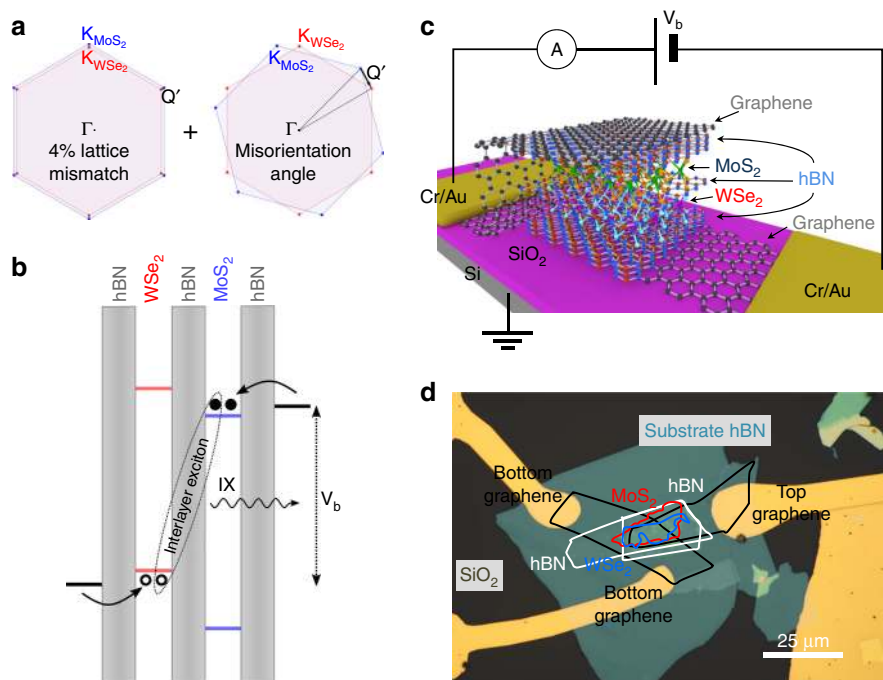 a
K_MoS₂
K_WSe₂
Q′
Γ·
4% lattice
mismatch
+
K_WSe₂
K_MoS₂
Q′
Γ
Misorientation
angle
b
hBN
WSe₂
hBN
MoS₂
hBN
Interlayer exciton
IX
V_b
c
A
V_b
Graphene
MoS₂
hBN
WSe₂
Graphene
Cr/Au
SiO₂
Si
Cr/Au
d
Substrate hBN
Bottom
graphene
MoS₂
hBN
Top
graphene
hBN
WSe₂
SiO₂
Bottom
graphene
25 μm